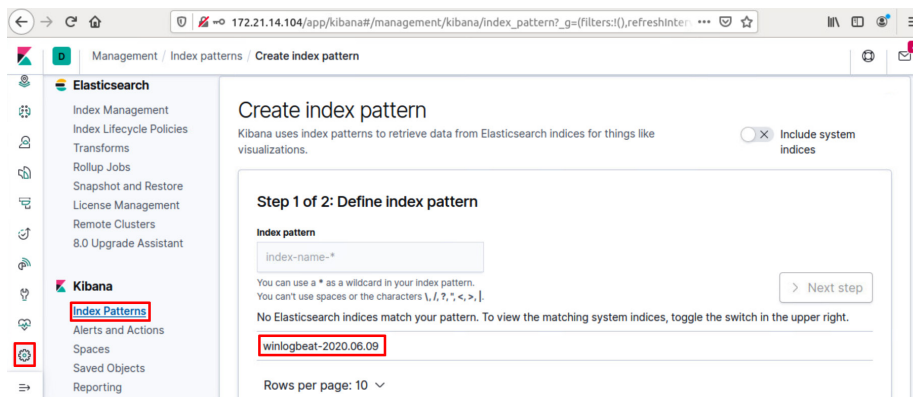 172.21.14.104/app/kibana#/management/kibana/index_pattern?_g=(filters:!(),refreshInter
D Management / Index patterns / Create index pattern
Elasticsearch
Index Management
Index Lifecycle Policies
Transforms
Rollup Jobs
Snapshot and Restore
License Management
Remote Clusters
8.0 Upgrade Assistant
Kibana
Index Patterns
Alerts and Actions
Spaces
Saved Objects
Reporting
Create index pattern
Kibana uses index patterns to retrieve data from Elasticsearch indices for things like
visualizations.
Include system
indices
Step 1 of 2: Define index pattern
Index pattern
index-name-*
You can use a * as a wildcard in your index pattern.
You can't use spaces or the characters \, /, ?, ", <, >, |.
> Next step
No Elasticsearch indices match your pattern. To view the matching system indices, toggle the switch in the upper right.
winlogbeat-2020.06.09
Rows per page: 10